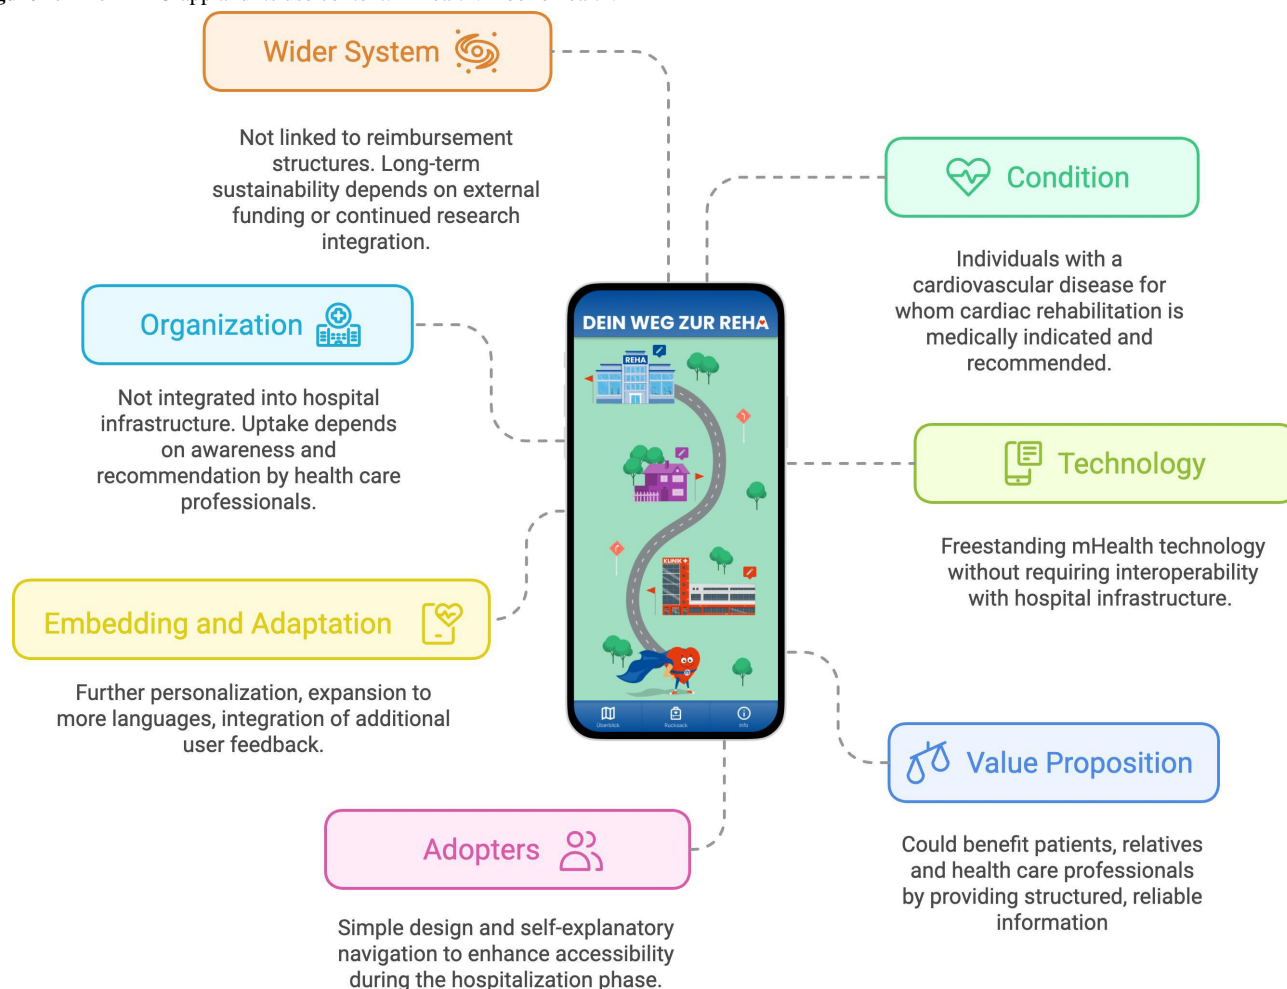 Wider System
Not linked to reimbursement
structures. Long-term
sustainability depends on external
funding or continued research
integration.
Condition
Individuals with a
cardiovascular disease for
whom cardiac rehabilitation is
medically indicated and
recommended.
Organization
Not integrated into hospital
infrastructure. Uptake depends
on awareness and
recommendation by health care
professionals.
Technology
Freestanding mHealth technology
without requiring interoperability
with hospital infrastructure.
Embedding and Adaptation
Further personalization, expansion to
more languages, integration of additional
user feedback.
Value Proposition
Could benefit patients, relatives
and health care professionals
by providing structured, reliable
information
Adopters
Simple design and self-explanatory
navigation to enhance accessibility
during the hospitalization phase.
DEIN WEG ZUR REHA
REHA
KLINIK
Überblick
Rucksack
Info